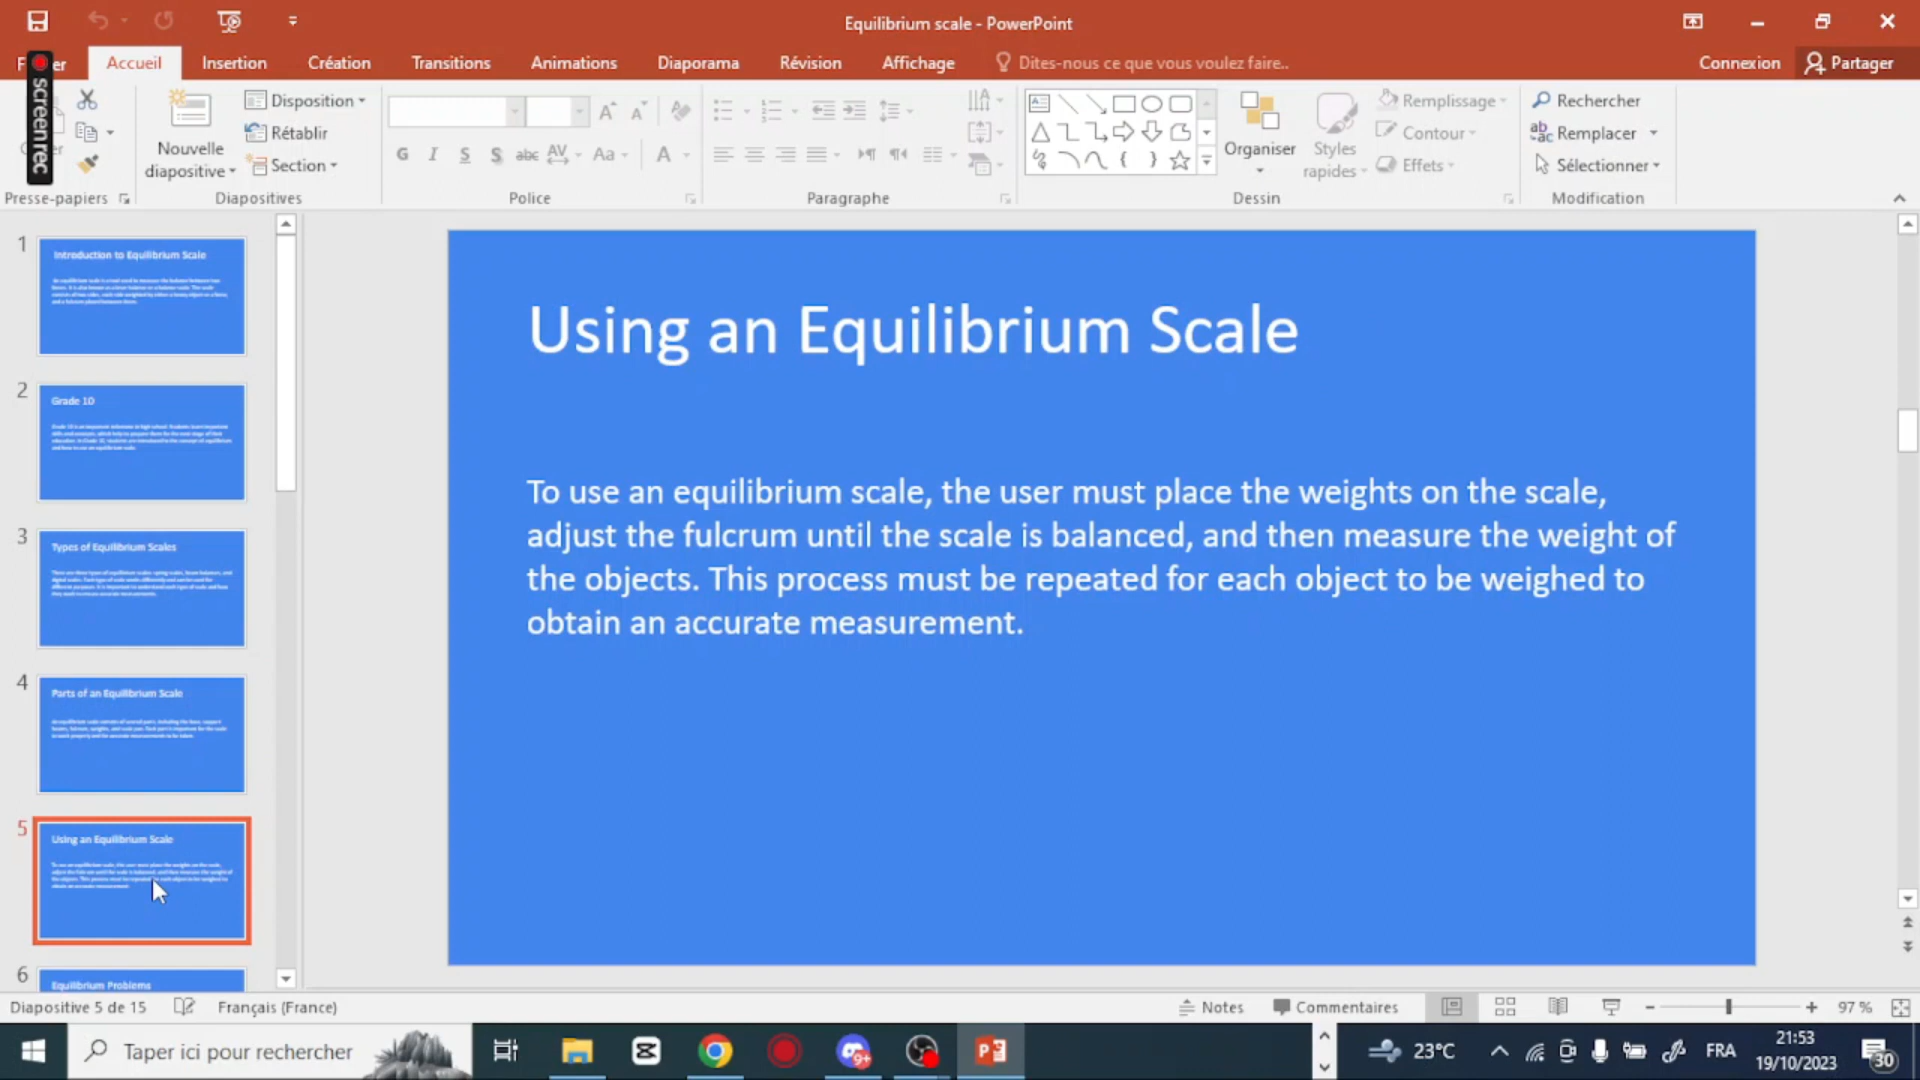 Equilibrium scale - PowerPoint
Accueil
Insertion
Création
Transitions
Animations
Diaporama
Révision
Affichage
Dites-nous ce que vous voulez faire..
Connexion
Partager
screenrec
Nouvelle
diapositive
Disposition
Rétablir
Section
Organiser
Styles
rapides
Remplissage
Contour
Effets
Rechercher
Remplacer
Sélectionner
Presse-papiers
Diapositives
Police
Paragraphe
Dessin
Modification
1
Introduction to Equilibrium Scale
2
Grade 10
3
Types of Equilibrium Scales
4
Parts of an Equilibrium Scale
5
Using an Equilibrium Scale
6
Equilibrium Problems
Using an Equilibrium Scale
To use an equilibrium scale, the user must place the weights on the scale,
adjust the fulcrum until the scale is balanced, and then measure the weight of
the objects. This process must be repeated for each object to be weighed to
obtain an accurate measurement.
Diapositive 5 de 15
Français (France)
Notes
Commentaires
97 %
Taper ici pour rechercher
23°C
FRA
21:53
19/10/2023
30